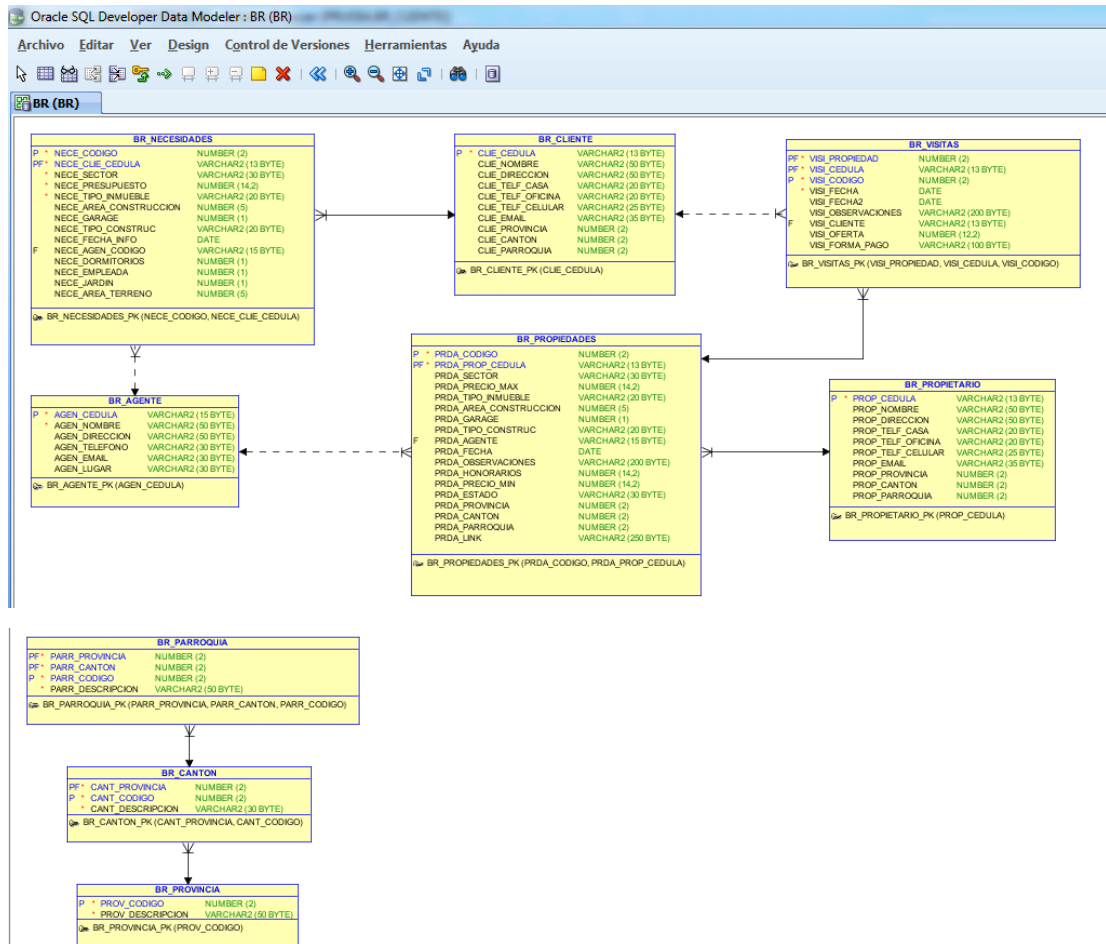 Oracle SQL Developer Data Modeler : BR (BR)
Archivo Editar Ver Design Control de Versiones Herramientas Ayuda
BR (BR)
BR_NECESIDADES
P * NECE_CODIGO NUMBER (2)
PF* NECE_CLIE_CEDULA VARCHAR2 (13 BYTE)
* NECE_SECTOR VARCHAR2 (30 BYTE)
* NECE_PRESUPUESTO NUMBER (14,2)
* NECE_TIPO_INMUEBLE VARCHAR2 (20 BYTE)
NECE_AREA_CONSTRUCCION NUMBER (5)
NECE_GARAGE NUMBER (1)
NECE_TIPO_CONSTRUC VARCHAR2 (20 BYTE)
NECE_FECHA_INFO DATE
F NECE_AGEN_CODIGO VARCHAR2 (15 BYTE)
NECE_DORMITORIOS NUMBER (1)
NECE_EMPLEADA NUMBER (1)
NECE_JARDIN NUMBER (1)
NECE_AREA_TERRENO NUMBER (5)
BR_NECESIDADES_PK (NECE_CODIGO, NECE_CLIE_CEDULA)
BR_CLIENTE
P * CLIE_CEDULA VARCHAR2 (13 BYTE)
CLIE_NOMBRE VARCHAR2 (50 BYTE)
CLIE_DIRECCION VARCHAR2 (50 BYTE)
CLIE_TELF_CASA VARCHAR2 (20 BYTE)
CLIE_TELF_OFICINA VARCHAR2 (20 BYTE)
CLIE_TELF_CELULAR VARCHAR2 (25 BYTE)
CLIE_EMAIL VARCHAR2 (35 BYTE)
CLIE_PROVINCIA NUMBER (2)
CLIE_CANTON NUMBER (2)
CLIE_PARROQUIA NUMBER (2)
BR_CLIENTE_PK (CLIE_CEDULA)
BR_VISITAS
PF* VISI_PROPIEDAD NUMBER (2)
PF* VISI_CEDULA VARCHAR2 (13 BYTE)
P * VISI_CODIGO NUMBER (2)
* VISI_FECHA DATE
VISI_FECHA2 DATE
VISI_OBSERVACIONES VARCHAR2 (200 BYTE)
F VISI_CLIENTE VARCHAR2 (13 BYTE)
VISI_OFERTA NUMBER (12,2)
VISI_FORMA_PAGO VARCHAR2 (100 BYTE)
BR_VISITAS_PK (VISI_PROPIEDAD, VISI_CEDULA, VISI_CODIGO)
BR_AGENTE
P * AGEN_CEDULA VARCHAR2 (15 BYTE)
* AGEN_NOMBRE VARCHAR2 (50 BYTE)
AGEN_DIRECCION VARCHAR2 (50 BYTE)
AGEN_TELEFONO VARCHAR2 (30 BYTE)
AGEN_EMAIL VARCHAR2 (30 BYTE)
AGEN_LUGAR VARCHAR2 (30 BYTE)
BR_AGENTE_PK (AGEN_CEDULA)
BR_PROPIEDADES
P * PRDA_CODIGO NUMBER (2)
PF* PRDA_PROP_CEDULA VARCHAR2 (13 BYTE)
PRDA_SECTOR VARCHAR2 (30 BYTE)
PRDA_PRECIO_MAX NUMBER (14,2)
PRDA_TIPO_INMUEBLE VARCHAR2 (20 BYTE)
PRDA_AREA_CONSTRUCCION NUMBER (5)
PRDA_GARAGE NUMBER (1)
PRDA_TIPO_CONSTRUC VARCHAR2 (20 BYTE)
F PRDA_AGENTE VARCHAR2 (15 BYTE)
PRDA_FECHA DATE
PRDA_OBSERVACIONES VARCHAR2 (200 BYTE)
PRDA_HONORARIOS NUMBER (14,2)
PRDA_PRECIO_MIN NUMBER (14,2)
PRDA_ESTADO VARCHAR2 (30 BYTE)
PRDA_PROVINCIA NUMBER (2)
PRDA_CANTON NUMBER (2)
PRDA_PARROQUIA NUMBER (2)
PRDA_LINK VARCHAR2 (250 BYTE)
BR_PROPIEDADES_PK (PRDA_CODIGO, PRDA_PROP_CEDULA)
BR_PROPIETARIO
P * PROP_CEDULA VARCHAR2 (13 BYTE)
PROP_NOMBRE VARCHAR2 (50 BYTE)
PROP_DIRECCION VARCHAR2 (50 BYTE)
PROP_TELF_CASA VARCHAR2 (20 BYTE)
PROP_TELF_OFICINA VARCHAR2 (20 BYTE)
PROP_TELF_CELULAR VARCHAR2 (25 BYTE)
PROP_EMAIL VARCHAR2 (35 BYTE)
PROP_PROVINCIA NUMBER (2)
PROP_CANTON NUMBER (2)
PROP_PARROQUIA NUMBER (2)
BR_PROPIETARIO_PK (PROP_CEDULA)
BR_PARROQUIA
PF* PARR_PROVINCIA NUMBER (2)
PF* PARR_CANTON NUMBER (2)
P * PARR_CODIGO NUMBER (2)
* PARR_DESCRIPCION VARCHAR2 (50 BYTE)
BR_PARROQUIA_PK (PARR_PROVINCIA, PARR_CANTON, PARR_CODIGO)
BR_CANTON
PF* CANT_PROVINCIA NUMBER (2)
P * CANT_CODIGO NUMBER (2)
* CANT_DESCRIPCION VARCHAR2 (30 BYTE)
BR_CANTON_PK (CANT_PROVINCIA, CANT_CODIGO)
BR_PROVINCIA
P * PROV_CODIGO NUMBER (2)
* PROV_DESCRIPCION VARCHAR2 (50 BYTE)
BR_PROVINCIA_PK (PROV_CODIGO)